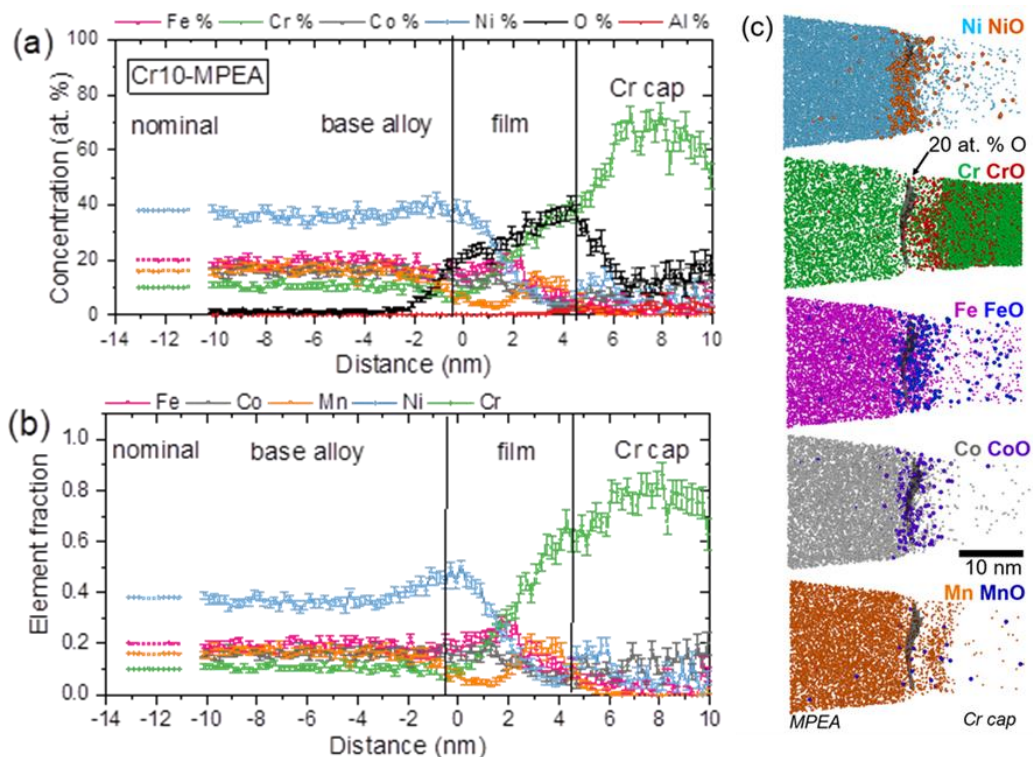 Fe % Cr % Co % Ni % O % Al %
(a)
100
80
60
40
20
0
Concentration (at. %)
Cr10-MPEA
nominal
base alloy
film
Cr cap
-14 -12 -10 -8 -6 -4 -2 0 2 4 6 8 10
Distance (nm)
Fe Co Mn Ni Cr
(b)
1.0
0.8
0.6
0.4
0.2
0.0
Element fraction
nominal
base alloy
film
Cr cap
-14 -12 -10 -8 -6 -4 -2 0 2 4 6 8 10
Distance (nm)
(c)
Ni NiO
20 at. % O
Cr CrO
Fe FeO
Co CoO
10 nm
Mn MnO
MPEA
Cr cap